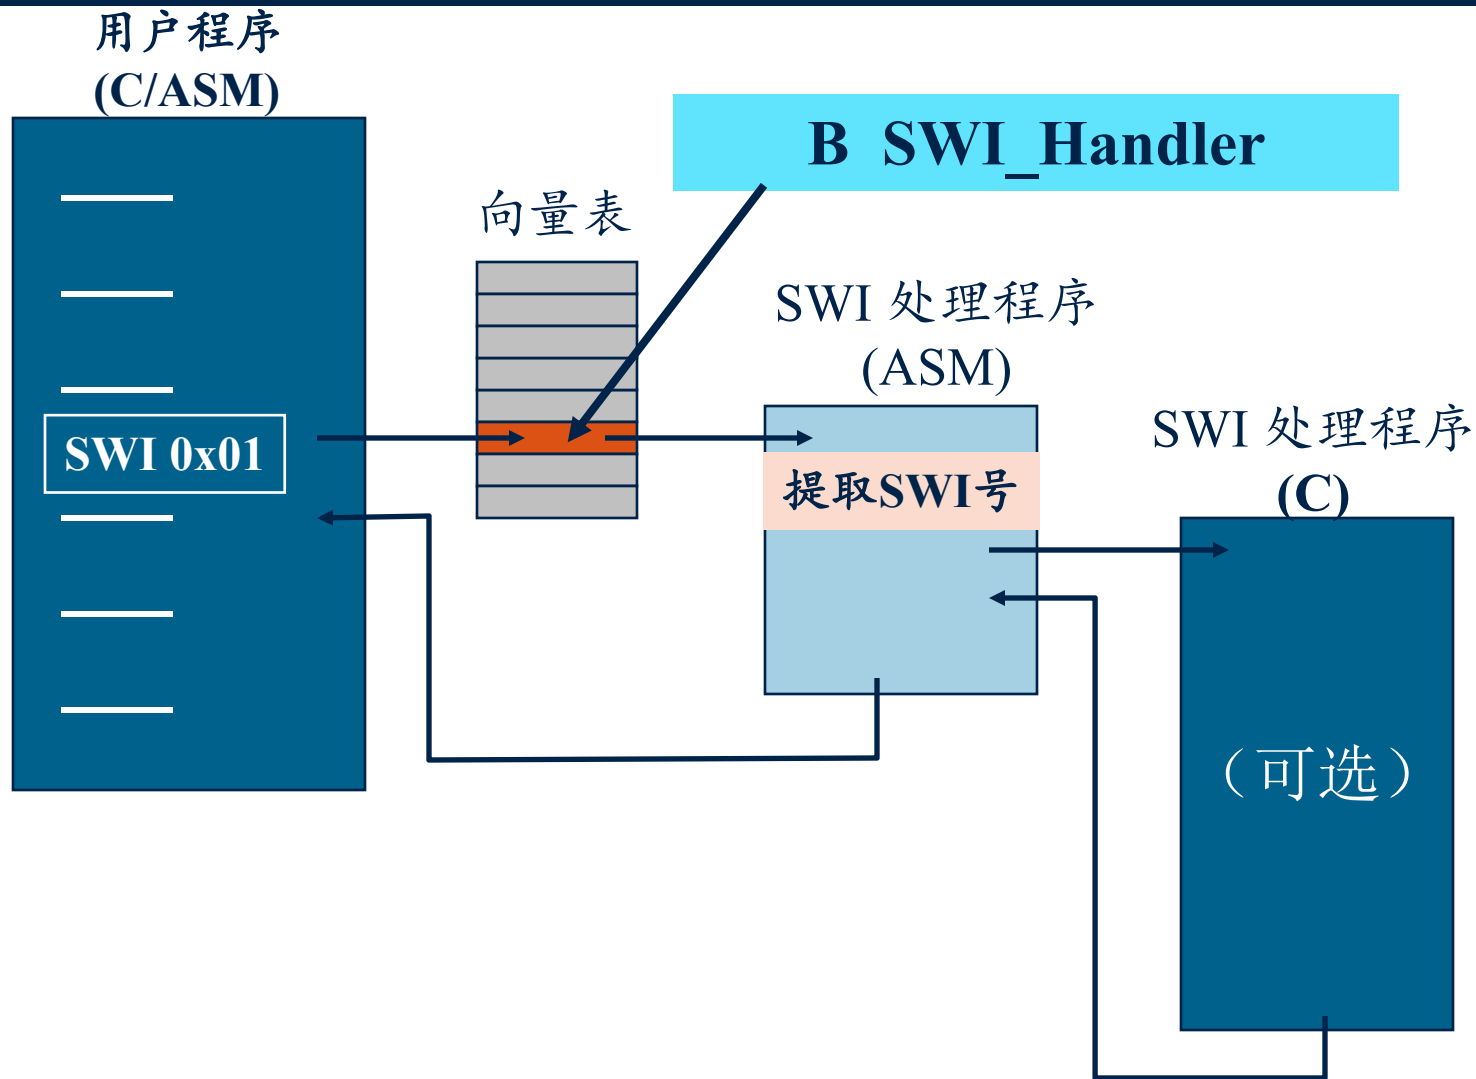 用户程序
(C/ASM)
B SWI_Handler
向量表
SWI 处理程序
(ASM)
SWI 处理程序
(C)
SWI 0x01
提取SWI号
（可选）